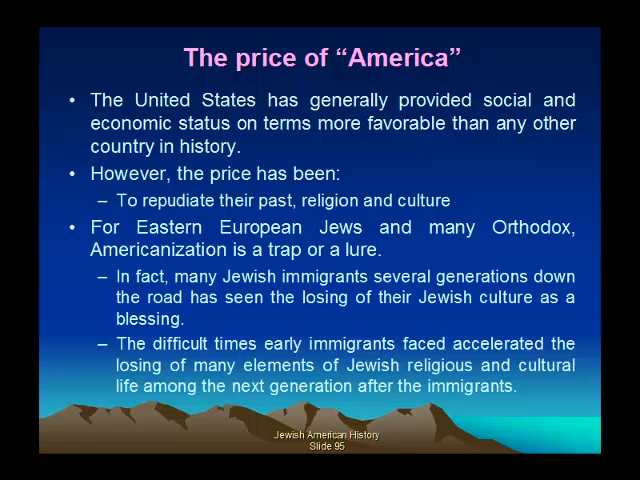 The price of “America”
• The United States has generally provided social and
economic status on terms more favorable than any other
country in history.
• However, the price has been:
– To repudiate their past, religion and culture
• For Eastern European Jews and many Orthodox,
Americanization is a trap or a lure.
– In fact, many Jewish immigrants several generations down
the road has seen the losing of their Jewish culture as a
blessing.
– The difficult times early immigrants faced accelerated the
losing of many elements of Jewish religious and cultural
life among the next generation after the immigrants.
Jewish American History
Slide 95